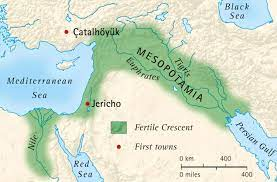 Black
Sea
Çatalhöyük
MESOPOTAMIA
Tigris
Euphrates
Mediterranean
Sea
Jericho
Nile
Fertile Crescent
First towns
Persian Gulf
Red
Sea
0 km 400
0 miles 400